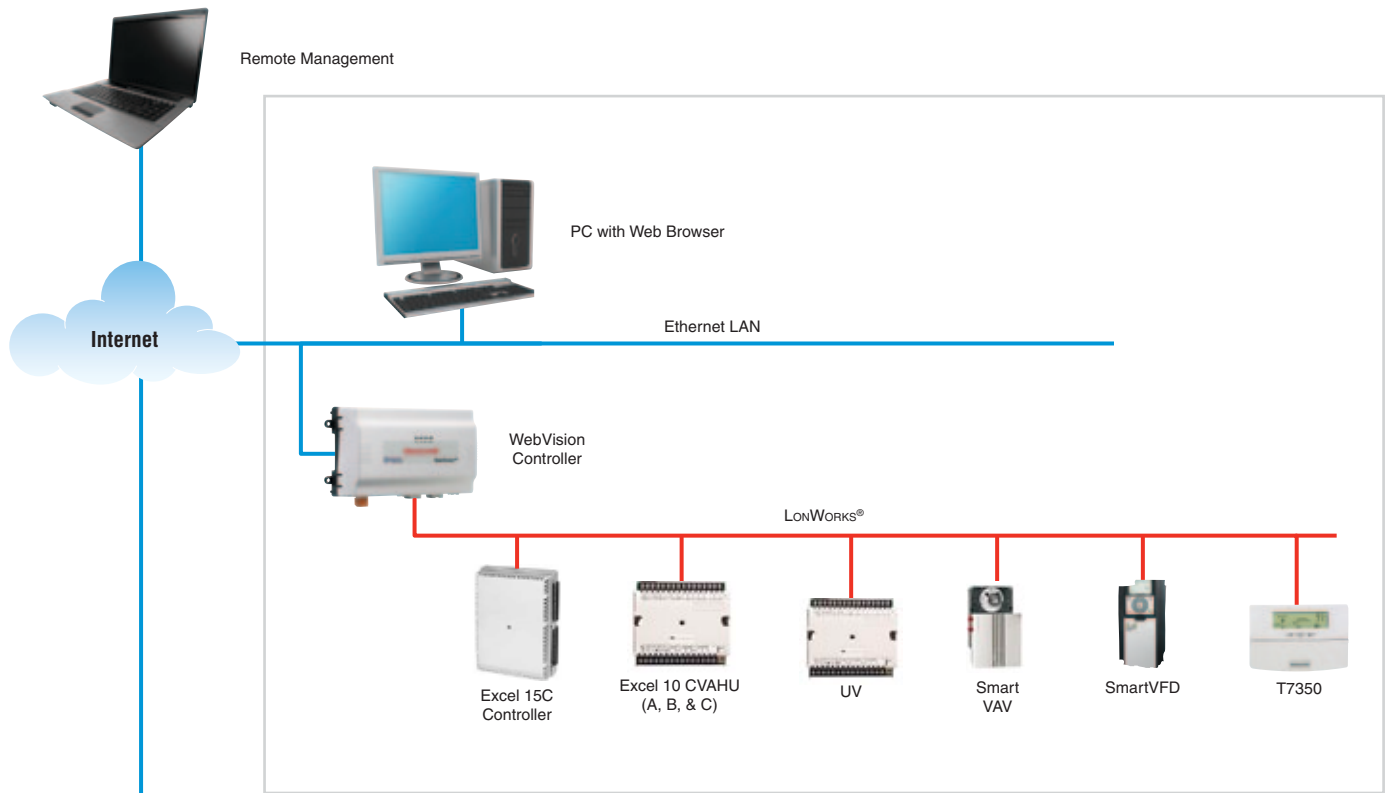 Remote Management
PC with Web Browser
Ethernet LAN
Internet
WebVision
Controller
LONWORKS®
Excel 15C
Controller
Excel 10 CVAHU
(A, B, & C)
UV
Smart
VAV
SmartVFD
T7350